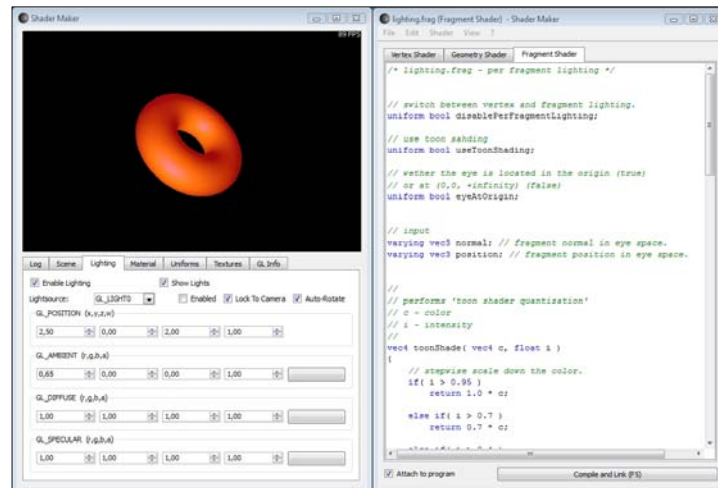 Shader Maker
89 FPS
Log Scene Lighting Material Uniforms Textures GL Info
Enable Lighting Show Lights
Lightsource: GL_LIGHT0 Enabled Lock To Camera Auto-Rotate
GL_POSITION (x,y,z,w)
2,50 0,00 2,00 1,00
GL_AMBIENT (r,g,b,a)
0,65 0,00 0,00 1,00
GL_DIFFUSE (r,g,b,a)
1,00 1,00 1,00 1,00
GL_SPECULAR (r,g,b,a)
1,00 1,00 1,00 1,00
lighting.frag (Fragment Shader) - Shader Maker
File Edit Shader View ?
Vertex Shader Geometry Shader Fragment Shader
/* lighting.frag - per fragment lighting */
// switch between vertex and fragment lighting.
uniform bool disablePerFragmentLighting;
// use toon sahding
uniform bool useToonShading;
// wether the eye is located in the origin (true)
// or at (0,0, +infinity) (false)
uniform bool eyeAtOrigin;
// input
varying vec3 normal; // fragment normal in eye space.
varying vec3 position; // fragment position in eye space.
//
// performs 'toon shader quantization'
// c - color
// i - intensity
//
vec4 toonShade( vec4 c, float i )
{
// stepwise scale down the color.
if( i > 0.95 )
return 1.0 * c;
else if( i > 0.7 )
return 0.7 * c;
Attach to program Compile and Link (F5)